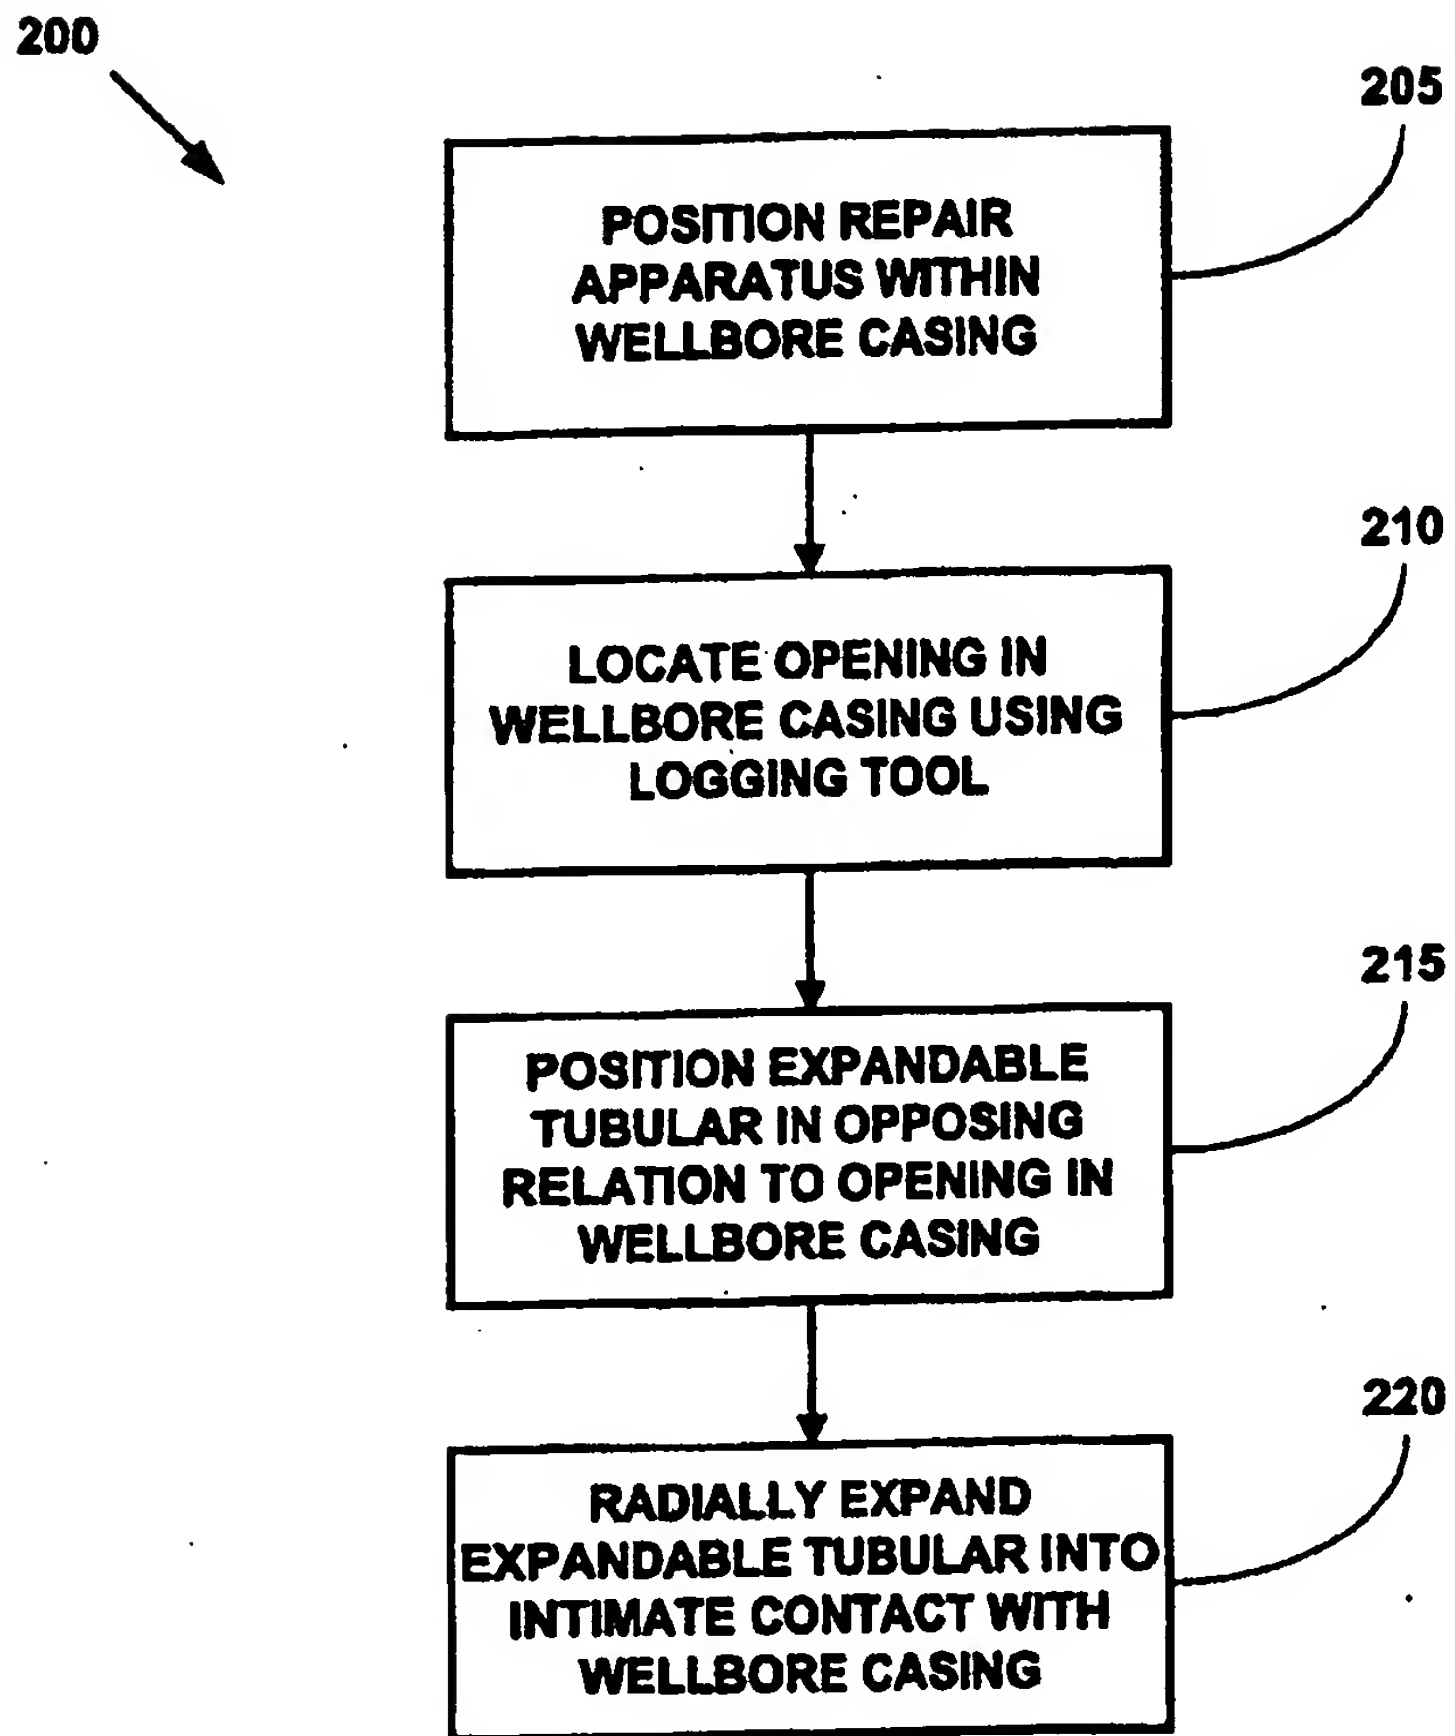 200
205
POSITION REPAIR
APPARATUS WITHIN
WELLBORE CASING
210
LOCATE OPENING IN
WELLBORE CASING USING
LOGGING TOOL
215
POSITION EXPANDABLE
TUBULAR IN OPPOSING
RELATION TO OPENING IN
WELLBORE CASING
220
RADIALLY EXPAND
EXPANDABLE TUBULAR INTO
INTIMATE CONTACT WITH
WELLBORE CASING